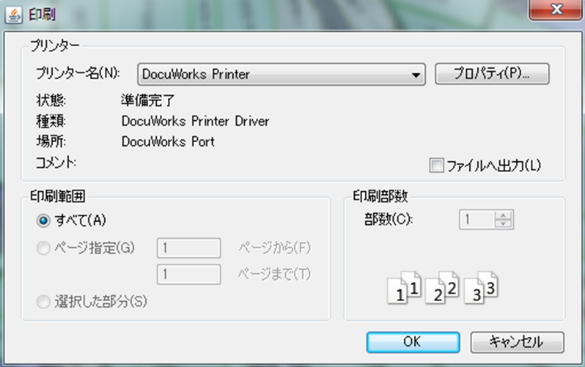 印刷
プリンター
プリンター名(N): DocuWorks Printer プロパティ(P)...
状態: 準備完了
種類: DocuWorks Printer Driver
場所: DocuWorks Port
コメント: ファイルへ出力(L)
印刷範囲 印刷部数
すべて(A) 部数(C): 1
ページ指定(G) 1 ページから(F)
1 ページまで(T)
1 1 2 2 3 3
選択した部分(S)
OK キャンセル